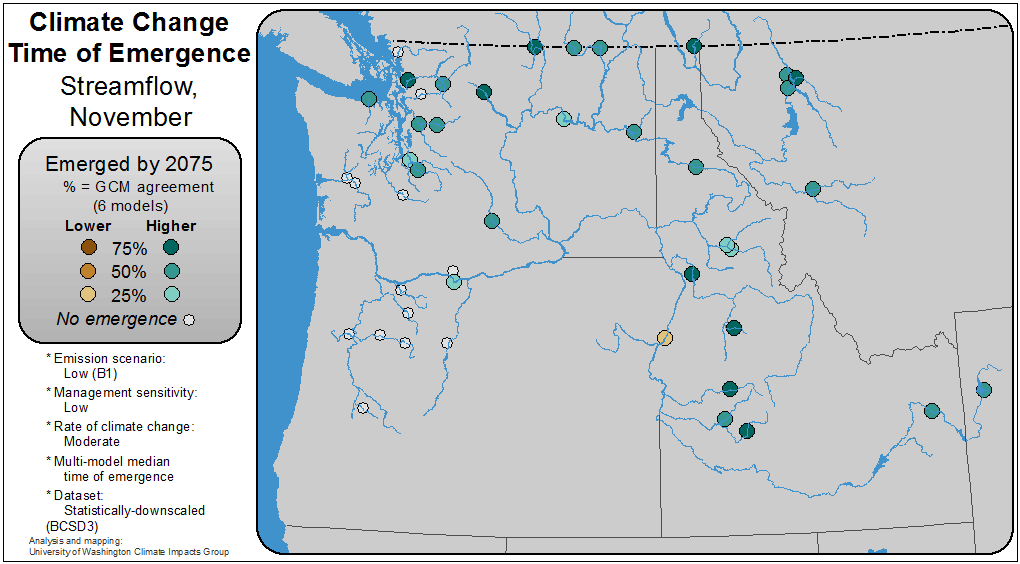 Climate Change
Time of Emergence
Streamflow,
November
Emerged by 2075
% = GCM agreement
(6 models)
Lower Higher
75%
50%
25%
No emergence
* Emission scenario:
Low (B1)
* Management sensitivity:
Low
* Rate of climate change:
Moderate
* Multi-model median
time of emergence
* Dataset:
Statistically-downscaled
(BCSD3)
Analysis and mapping:
University of Washington Climate Impacts Group